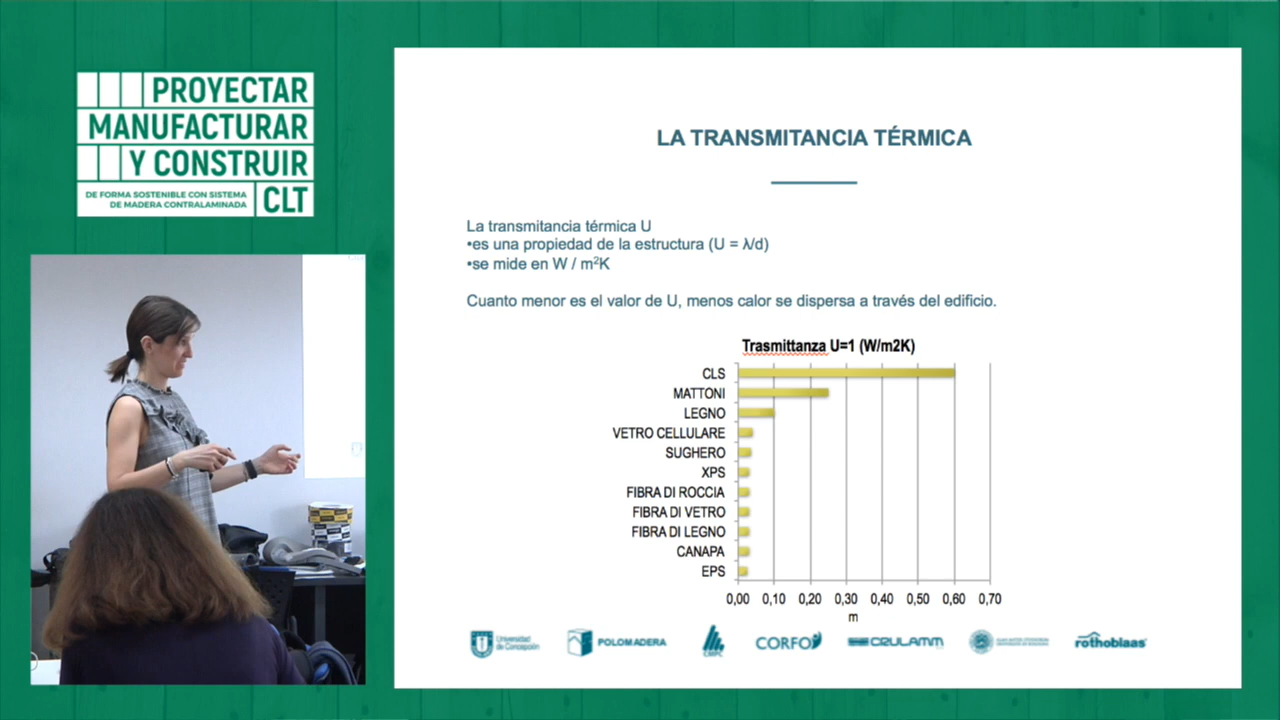 PROYECTAR
MANUFACTURAR
Y CONSTRUIR
DE FORMA SOSTENIBLE CON SISTEMA
DE MADERA CONTRALAMINADA
CLT
LA TRANSMITANCIA TÉRMICA
La transmitancia térmica U
•es una propiedad de la estructura (U = λ/d)
•se mide en W / m²K
Cuanto menor es el valor de U, menos calor se dispersa a través del edificio.
Trasmittanza U=1 (W/m2K)
CLS
MATTONI
LEGNO
VETRO CELLULARE
SUGHERO
XPS
FIBRA DI ROCCIA
FIBRA DI VETRO
FIBRA DI LEGNO
CANAPA
EPS
0,00 0,10 0,20 0,30 0,40 0,50 0,60 0,70
m
Universidad
de Concepción
POLOMADERA
CORFO
CRULAMM
rothoblaas